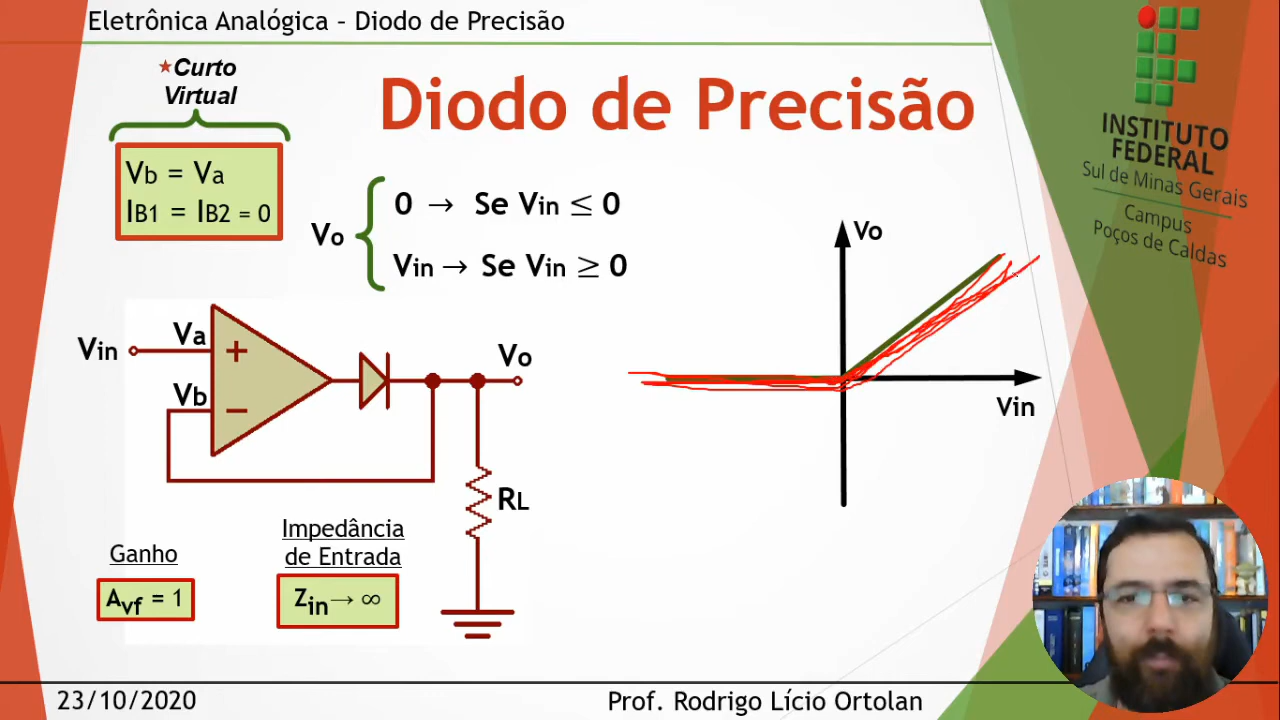 Eletrônica Analógica – Diodo de Precisão
★Curto
Virtual
Diodo de Precisão
Vb = Va
IB1 = IB2 = 0
Vo
0 → Se Vin ≤ 0
Vin → Se Vin ≥ 0
Vin
Va
+
Vb
−
Vo
RL
Ganho
Avf = 1
Impedância
de Entrada
Zin→ ∞
Vo
Vin
INSTITUTO
FEDERAL
Sul de Minas Gerais
Campus
Poços de Caldas
23/10/2020
Prof. Rodrigo Lício Ortolan